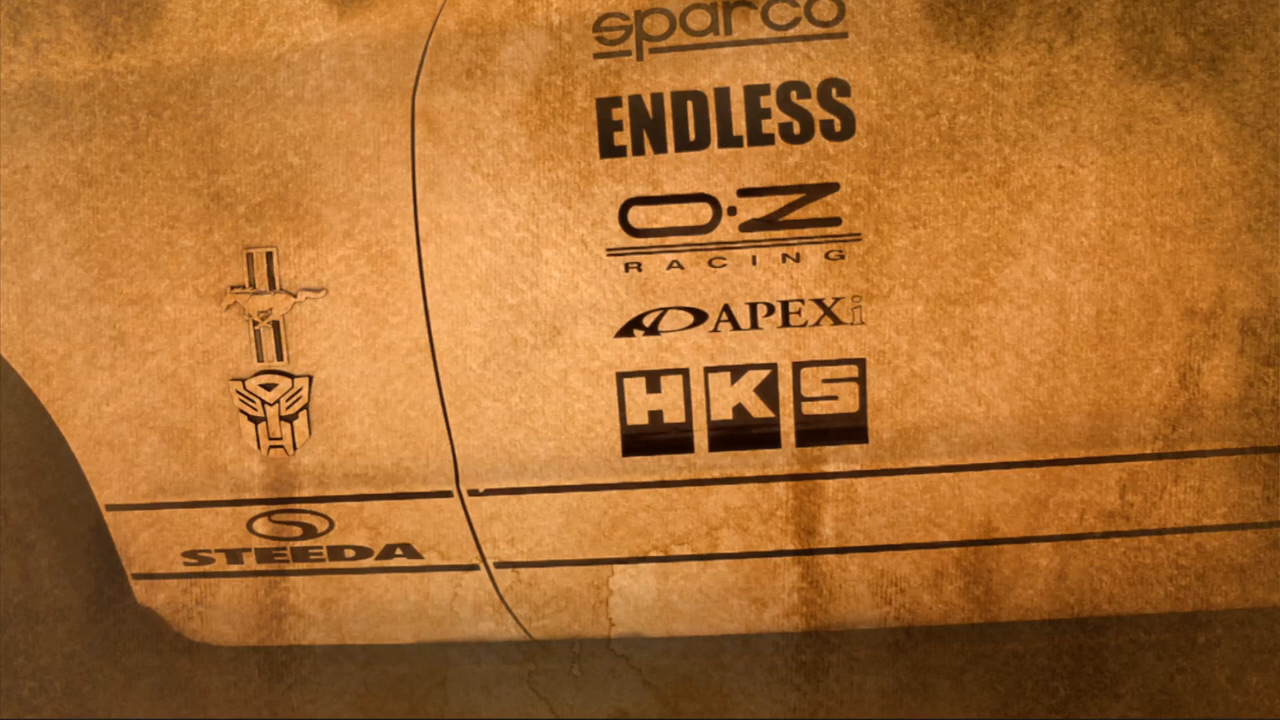 sparco
ENDLESS
O·Z
RACING
APEXi
HKS
STEEDA